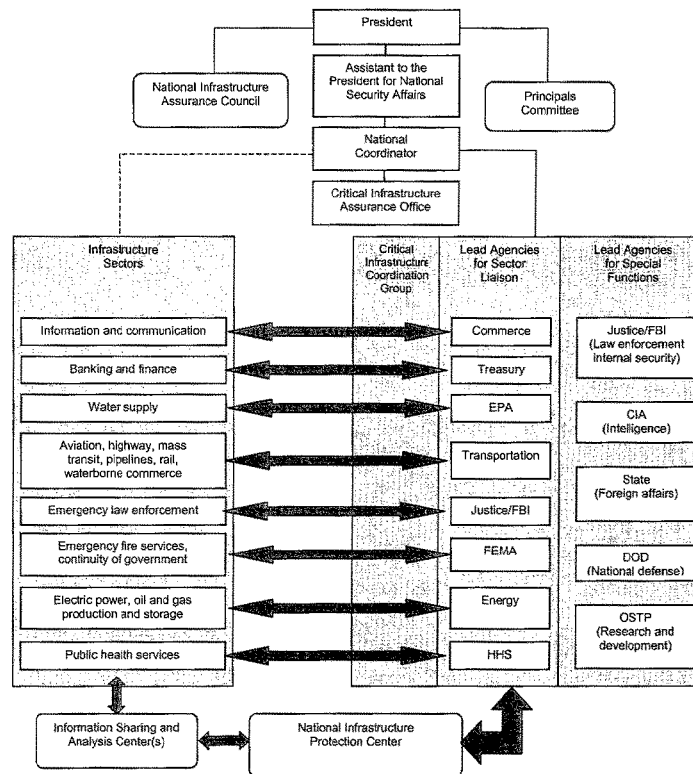 President
National Infrastructure
Assurance Council
Assistant to the
President for National
Security Affairs
Principals
Committee
National
Coordinator
Critical Infrastructure
Assurance Office
Infrastructure
Sectors
Critical
Infrastructure
Coordination
Group
Lead Agencies
for Sector
Liaison
Lead Agencies
for Special
Functions
Information and communication
Commerce
Justice/FBI
(Law enforcement
internal security)
Banking and finance
Treasury
Water supply
EPA
CIA
(Intelligence)
Aviation, highway, mass
transit, pipelines, rail,
waterborne commerce
Transportation
State
(Foreign affairs)
Emergency law enforcement
Justice/FBI
Emergency fire services,
continuity of government
FEMA
DOD
(National defense)
Electric power, oil and gas
production and storage
Energy
OSTP
(Research and
development)
Public health services
HHS
Information Sharing and
Analysis Center(s)
National Infrastructure
Protection Center